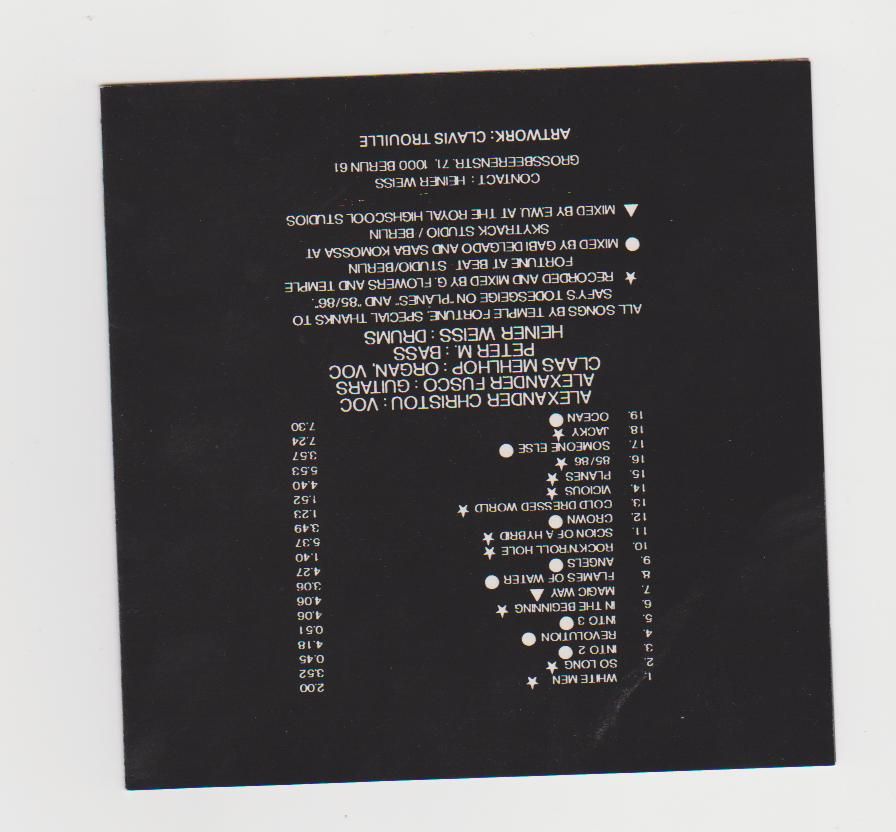 1. WHITE MEN ★ 2.00
2. SO LONG ★ 3.52
3. INTO 2 ● 0.45
4. REVOLUTION ● 4.18
5. INTO 3 ● 0.51
6. IN THE BEGINNING ★ 4.06
7. MAGIC WAY ▲ 4.06
8. FLAMES OF WATER ● 3.06
9. ANGELS ● 4.27
10. ROCK'N'ROLL HOLE ★ 1.40
11. SCION OF A HYBRID ★ 5.37
12. CROWN ● 3.49
13. COLD DRESSED WORLD ★ 1.23
14. VICIOUS ★ 1.52
15. PLANES ★ 4.40
16. 85/86 ★ 5.53
17. SOMEONE ELSE ● 3.57
18. JACKY ★ 7.24
19. OCEAN ● 7.30
ALEXANDER CHRISTOU : VOC
ALEXANDER FUSCO : GUITARS
CLAAS MEHLHOP : ORGAN, VOC
PETER M. : BASS
HEINER WEISS : DRUMS
ALL SONGS BY TEMPLE FORTUNE. SPECIAL THANKS TO
SAFY'S TODESGEIGE ON "PLANES" AND "85/86".
★ RECORDED AND MIXED BY G. FLOWERS AND TEMPLE
FORTUNE AT BEAT STUDIO/BERLIN
● MIXED BY GABI DELGADO AND SABA KOMOSSA AT
SKYTRACK STUDIO / BERLIN
▲ MIXED BY E.W.U. AT THE ROYAL HIGHSCOOL STUDIOS
CONTACT : HEINER WEISS
GROSSBEERENSTR. 71, 1000 BERLIN 61
ARTWORK: CLAVIS TROUILLE